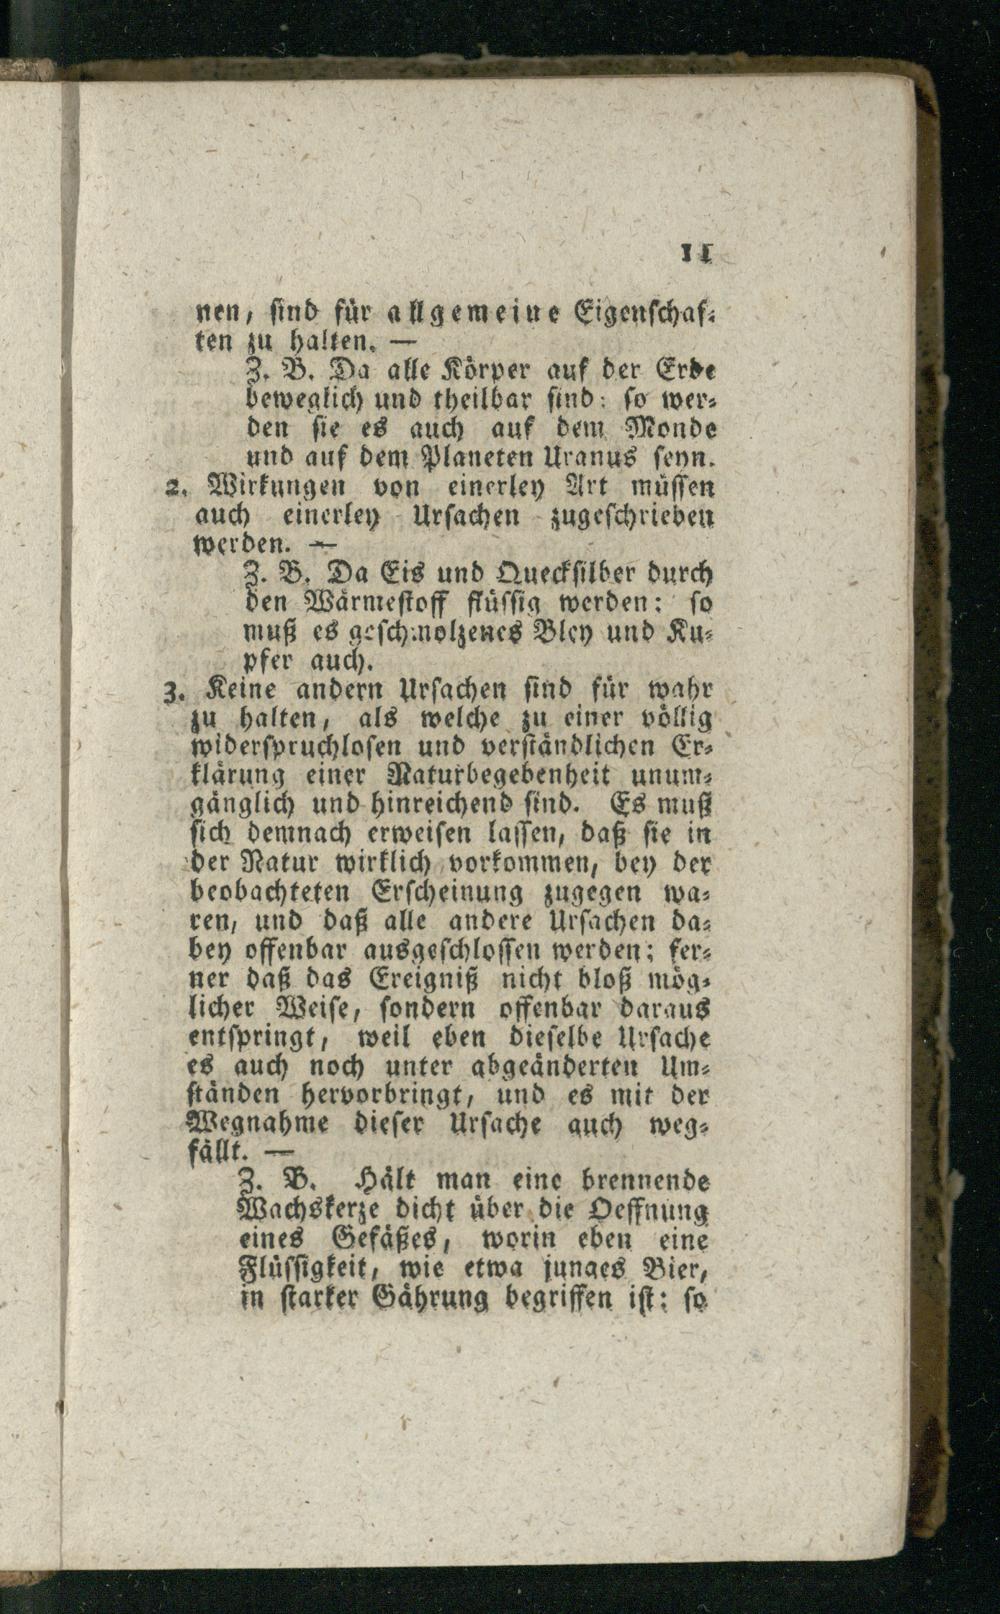 11
nen, sind für allgemeine Eigenschaf-
ten zu halten. —
Z. B. Da alle Körper auf der Erde
beweglich und theilbar sind: so wer-
den sie es auch auf dem Monde
und auf dem Planeten Uranus seyn.
2. Wirkungen von einerley Art müssen
auch einerley Ursachen zugeschrieben
werden. —
Z. B. Da Eis und Quecksilber durch
den Wärmestoff flüssig werden: so
muß es geschmolzenes Bley und Ku-
pfer auch.
3. Keine andern Ursachen sind für wahr
zu halten, als welche zu einer völlig
widerspruchlosen und verständlichen Er-
klärung einer Naturbegebenheit unum-
gänglich und hinreichend sind. Es muß
sich demnach erweisen lassen, daß sie in
der Natur wirklich vorkommen, bey der
beobachteten Erscheinung zugegen wa-
ren, und daß alle andere Ursachen da-
bey offenbar ausgeschlossen werden; fer-
ner daß das Ereigniß nicht bloß mög-
licher Weise, sondern offenbar daraus
entspringt, weil eben dieselbe Ursache
es auch noch unter abgeänderten Um-
ständen hervorbringt, und es mit der
Wegnahme dieser Ursache auch weg-
fällt. —
Z. B. Hält man eine brennende
Wachskerze dicht über die Oeffnung
eines Gefäßes, worin eben eine
Flüssigkeit, wie etwa junges Bier,
in starker Gährung begriffen ist: so